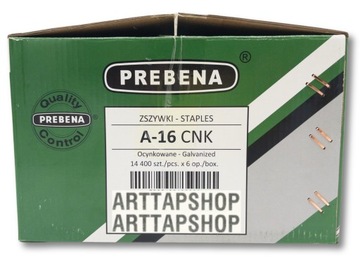 PREBENA ®
Quality
PREBENA
Control
ZSZYWKI - STAPLES
A-16 CNK
Ocynkowane - Galvanized
14 400 szt./pcs. x 6 op./box.
ARTTAPSHOP
ARTTAPSHOP